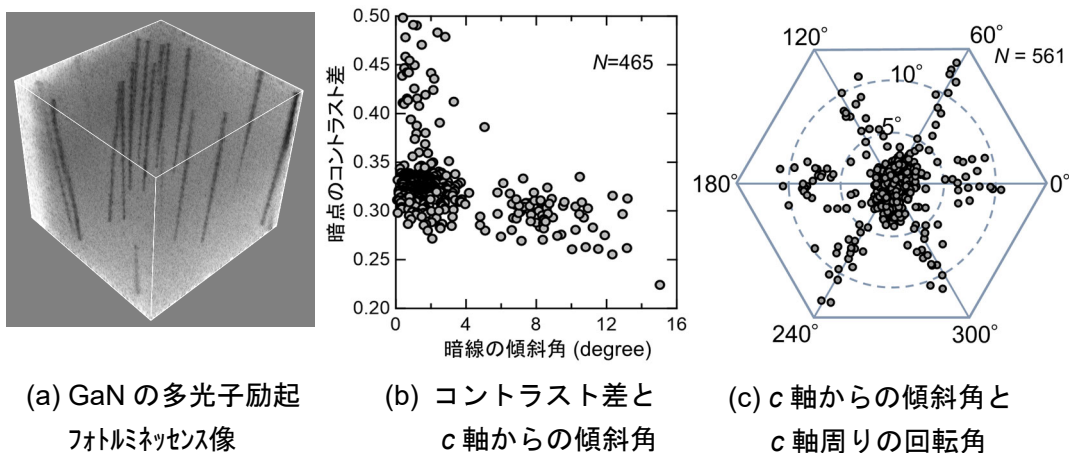 0.50
0.45
0.40
0.35
0.30
0.25
0.20
暗点のコントラスト差
N=465
0 4 8 12 16
暗線の傾斜角 (degree)
120° 60°
N = 561
10°
5°
180° 0°
240° 300°
(a) GaN の多光子励起
フォトルミネッセンス像
(b) コントラスト差と
c 軸からの傾斜角
(c) c 軸からの傾斜角と
c 軸周りの回転角